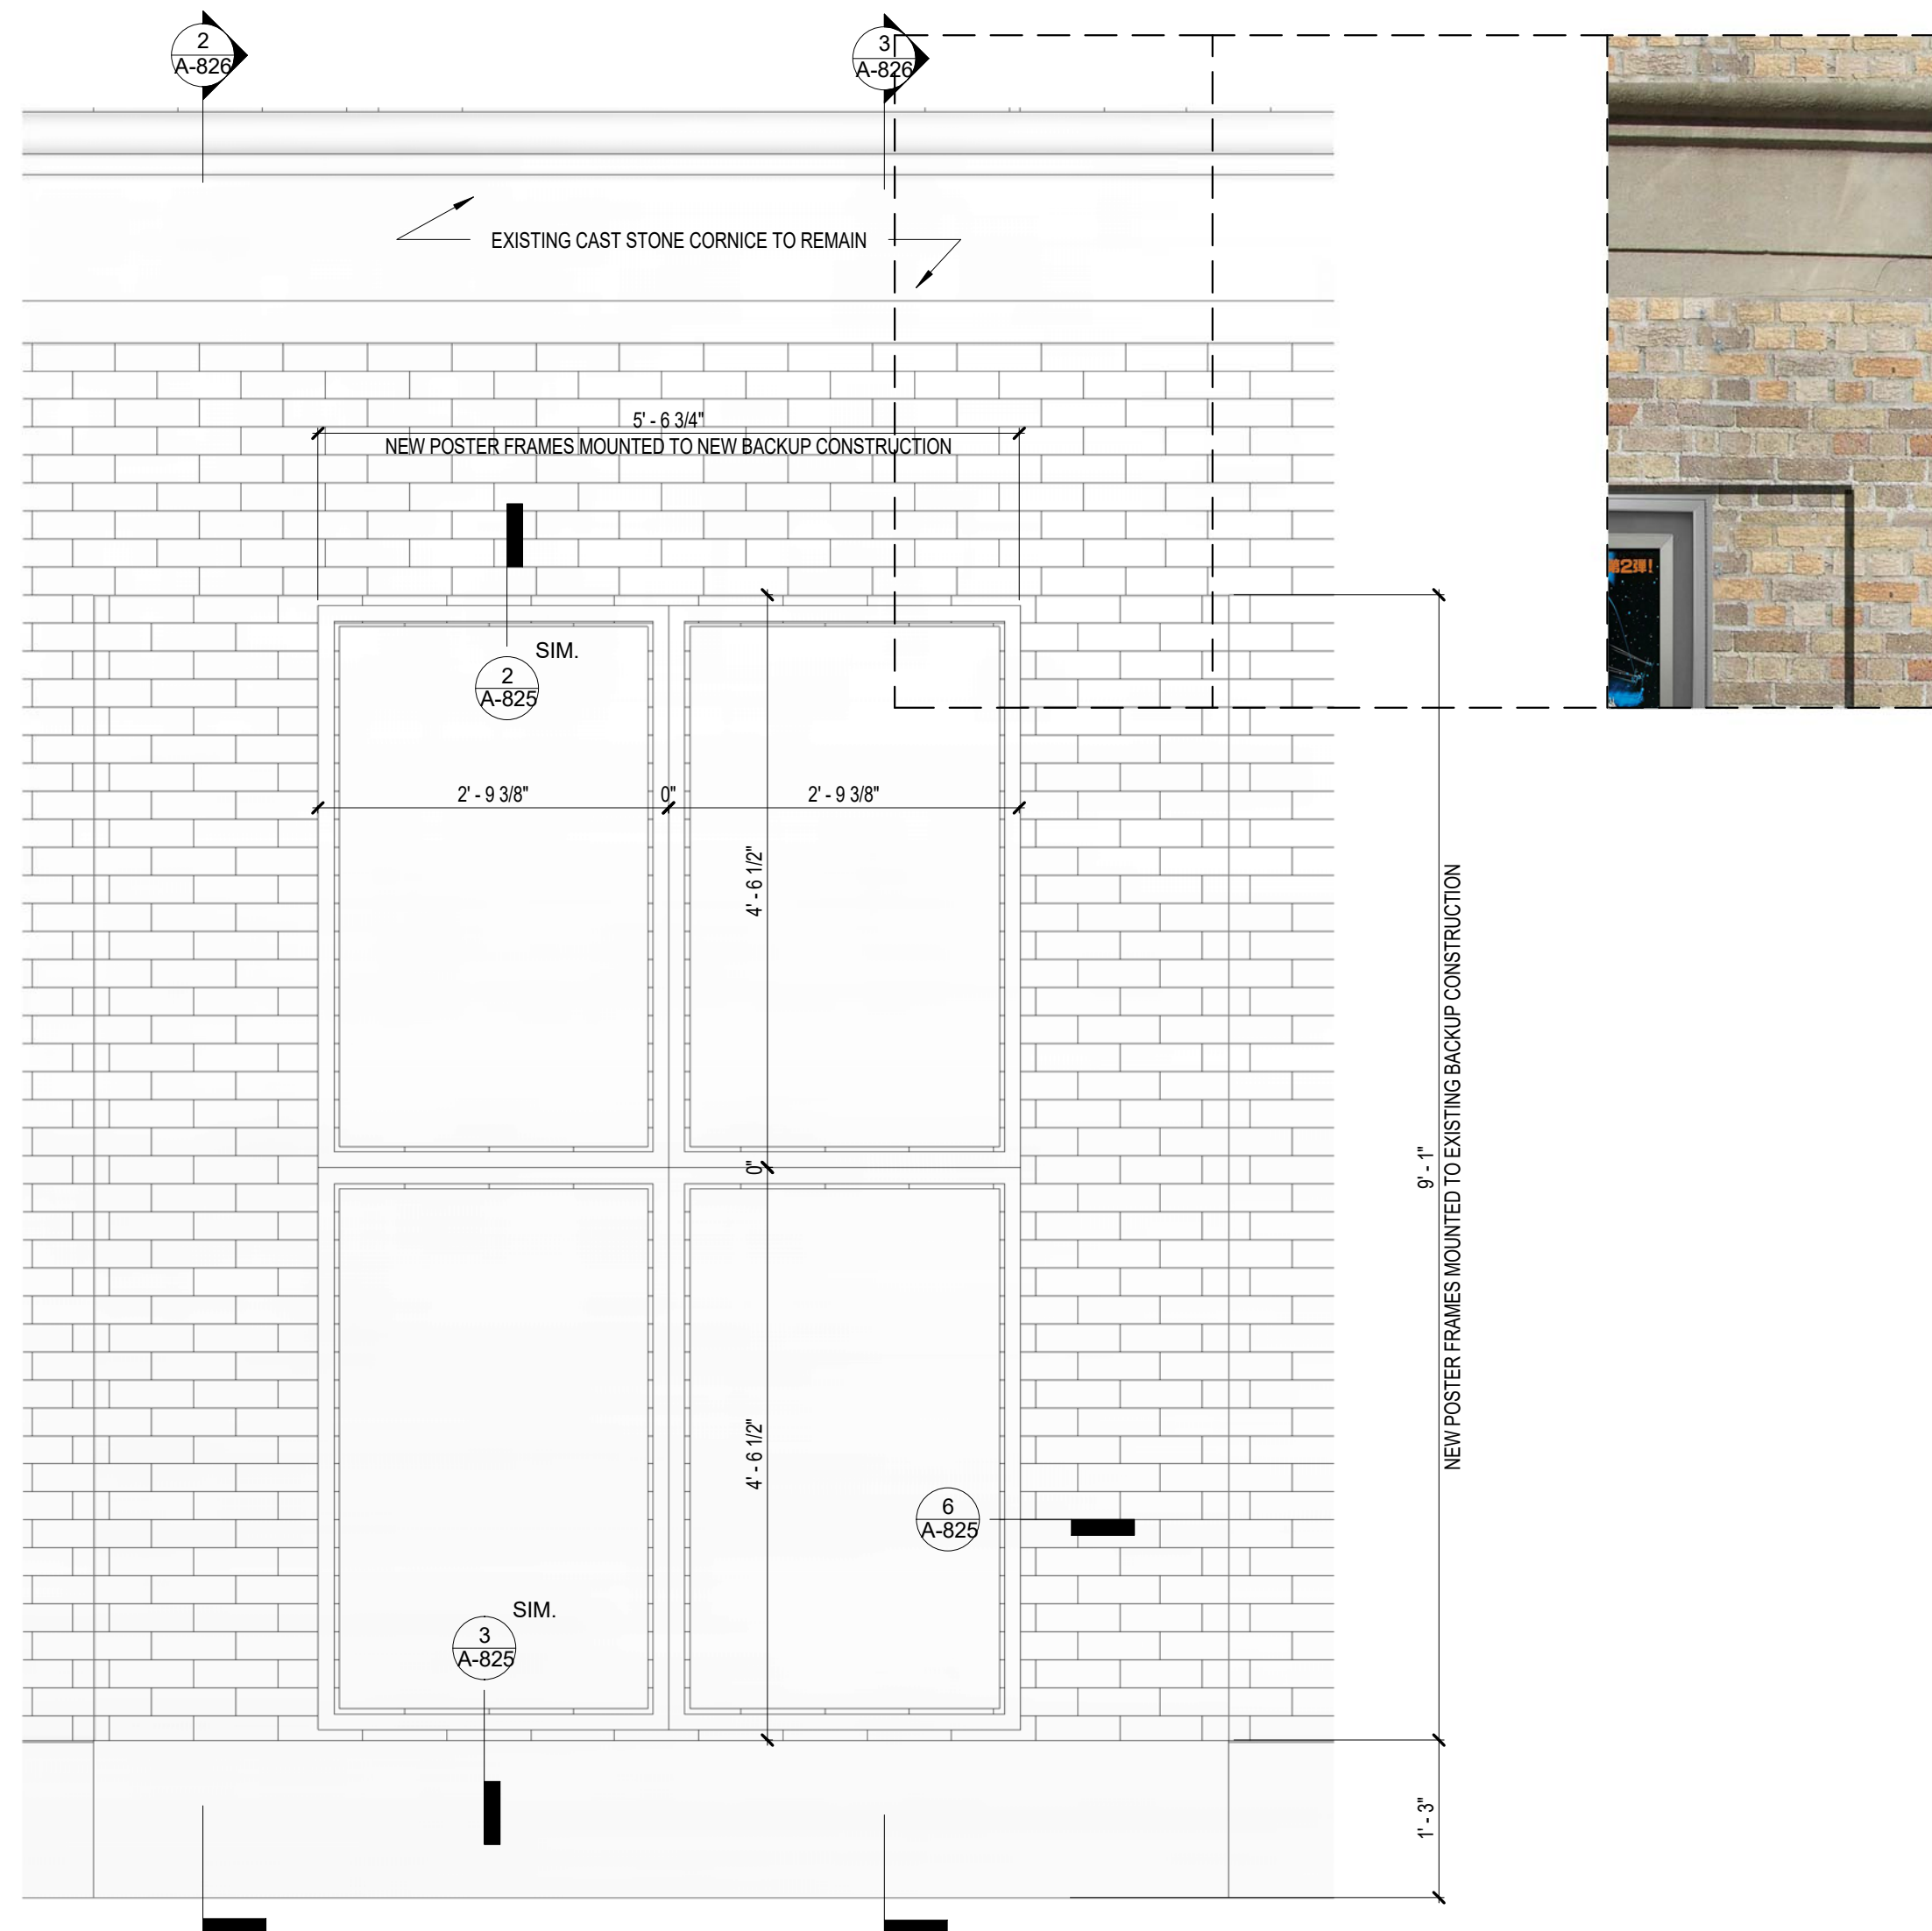 2
A-826
3
A-826
EXISTING CAST STONE CORNICE TO REMAIN
5' - 6 3/4"
NEW POSTER FRAMES MOUNTED TO NEW BACKUP CONSTRUCTION
第2弾!
SIM.
2
A-825
2' - 9 3/8"
0"
2' - 9 3/8"
4' - 6 1/2"
0"
4' - 6 1/2"
9' - 1"
NEW POSTER FRAMES MOUNTED TO EXISTING BACKUP CONSTRUCTION
6
A-825
SIM.
3
A-825
1' - 3"